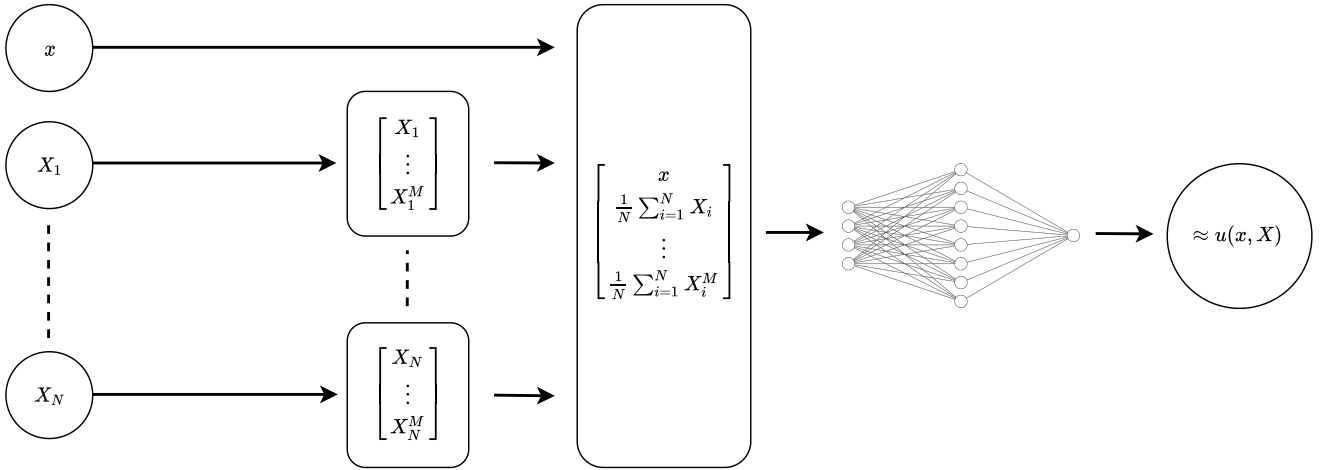 x
X_1
X_N
X_1
⋮
X_1^M
X_N
⋮
X_N^M
x
\frac{1}{N} \sum_{i=1}^{N} X_i
⋮
\frac{1}{N} \sum_{i=1}^{N} X_i^M
≈ u(x, X)